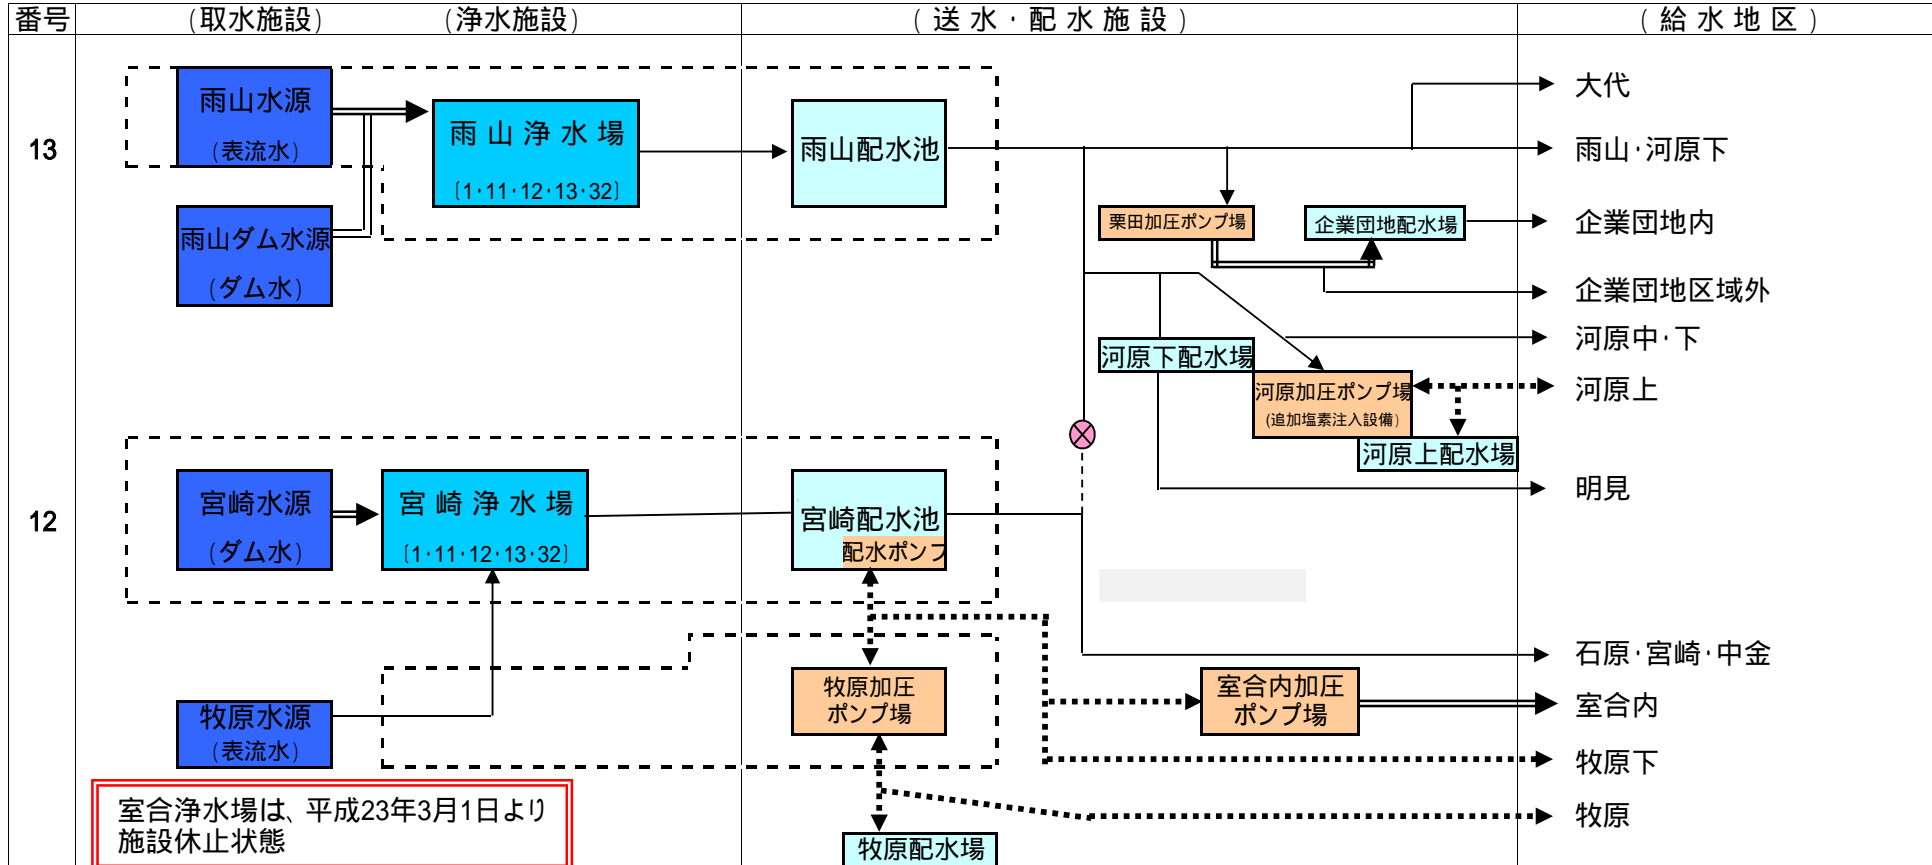 番号 (取水施設) (浄水施設) (送水・配水施設) (給水地区)
13
雨山水源
(表流水)
雨山浄水場
〔1・11・12・13・32〕
雨山配水池
雨山ダム水源
(ダム水)
栗田加圧ポンプ場
企業団地配水場
河原下配水場
河原加圧ポンプ場
(追加塩素注入設備)
河原上配水場
大代
雨山・河原下
企業団地内
企業団地区域外
河原中・下
河原上
明見
12
宮崎水源
(ダム水)
宮崎浄水場
〔1・11・12・13・32〕
宮崎配水池
配水ポンプ
牧原水源
(表流水)
牧原加圧
ポンプ場
室合内加圧
ポンプ場
牧原配水場
石原・宮崎・中金
室合内
牧原下
牧原
室合浄水場は、平成23年3月1日より
施設休止状態